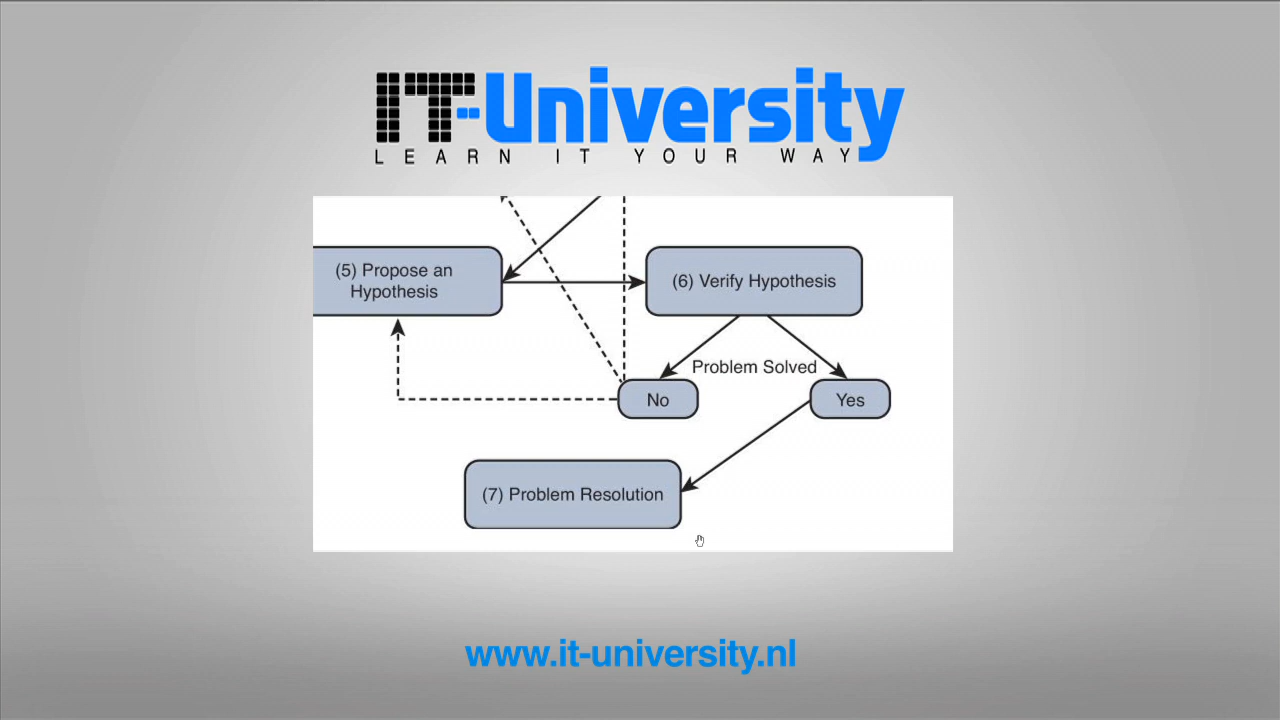 IT-University
LEARN IT YOUR WAY
(5) Propose an
Hypothesis
(6) Verify Hypothesis
Problem Solved
No
Yes
(7) Problem Resolution
www.it-university.nl